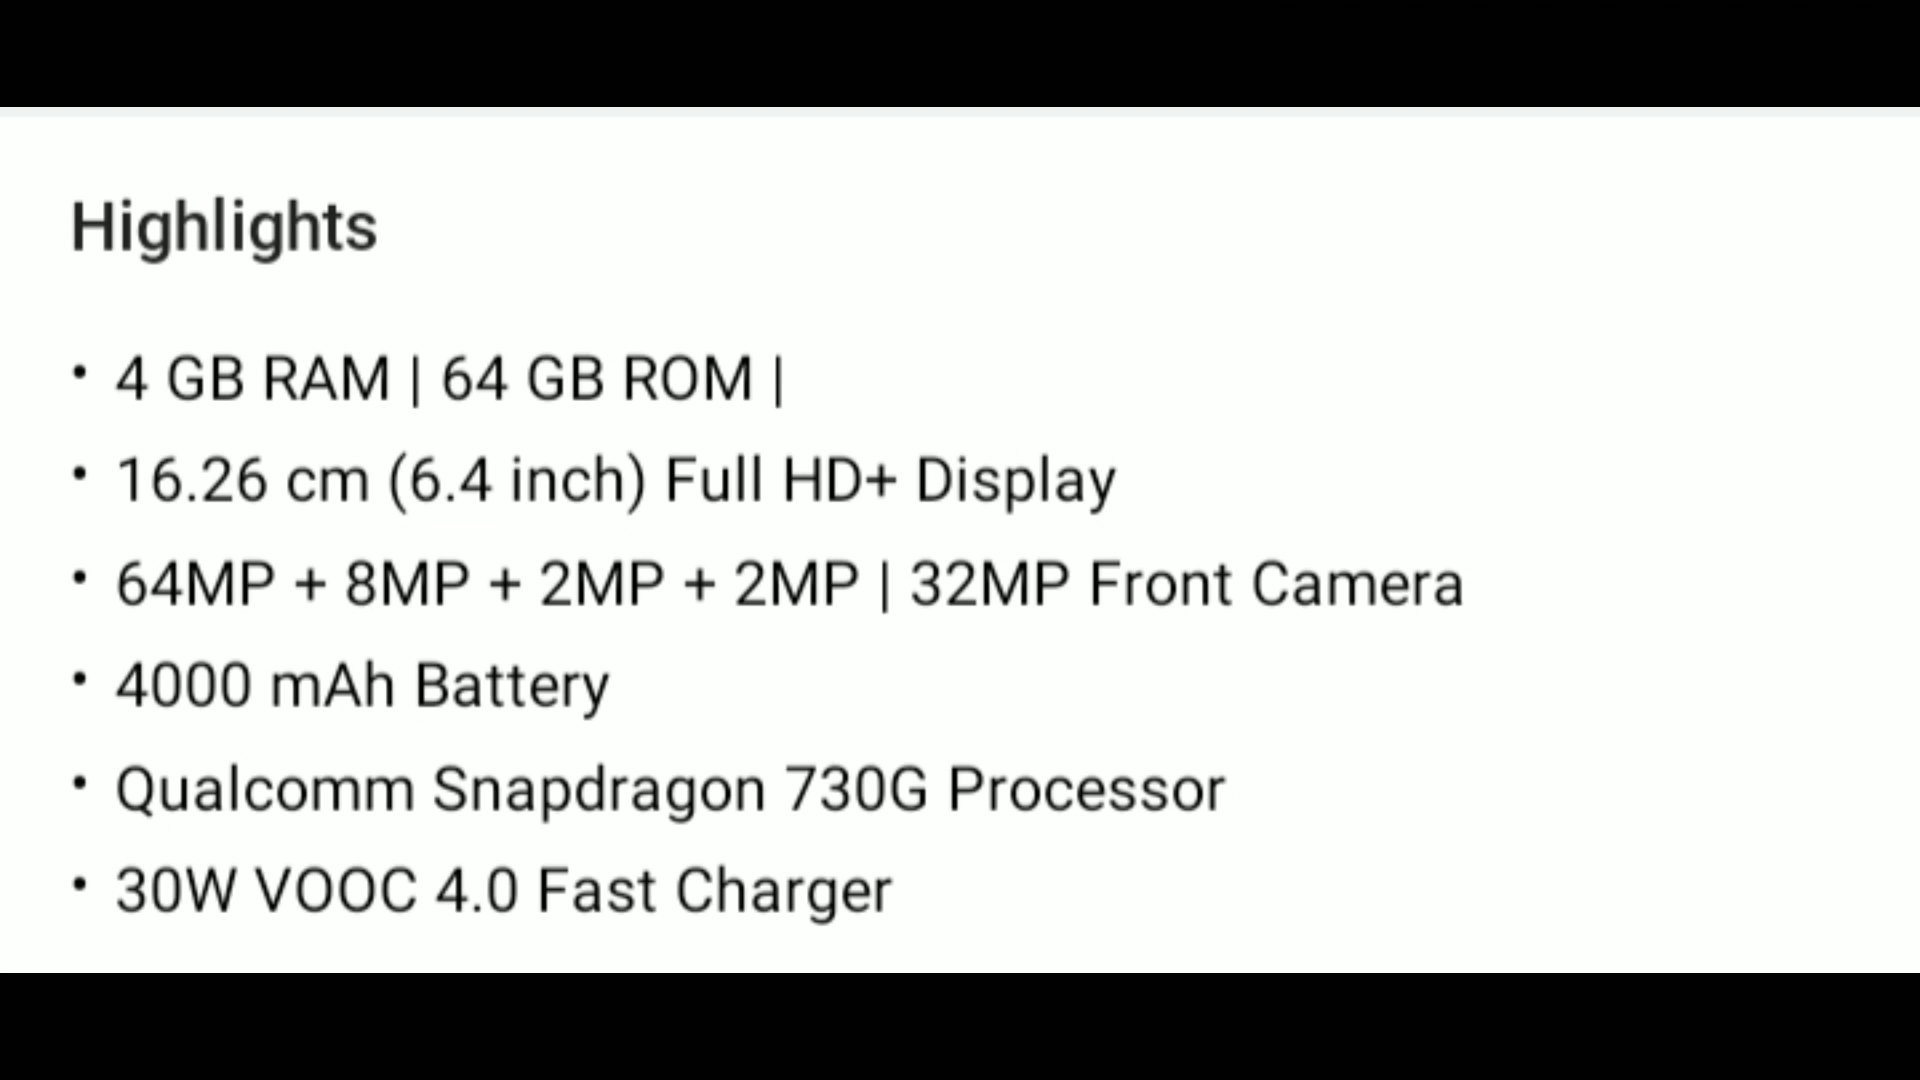 Highlights
• 4 GB RAM | 64 GB ROM |
• 16.26 cm (6.4 inch) Full HD+ Display
• 64MP + 8MP + 2MP + 2MP | 32MP Front Camera
• 4000 mAh Battery
• Qualcomm Snapdragon 730G Processor
• 30W VOOC 4.0 Fast Charger